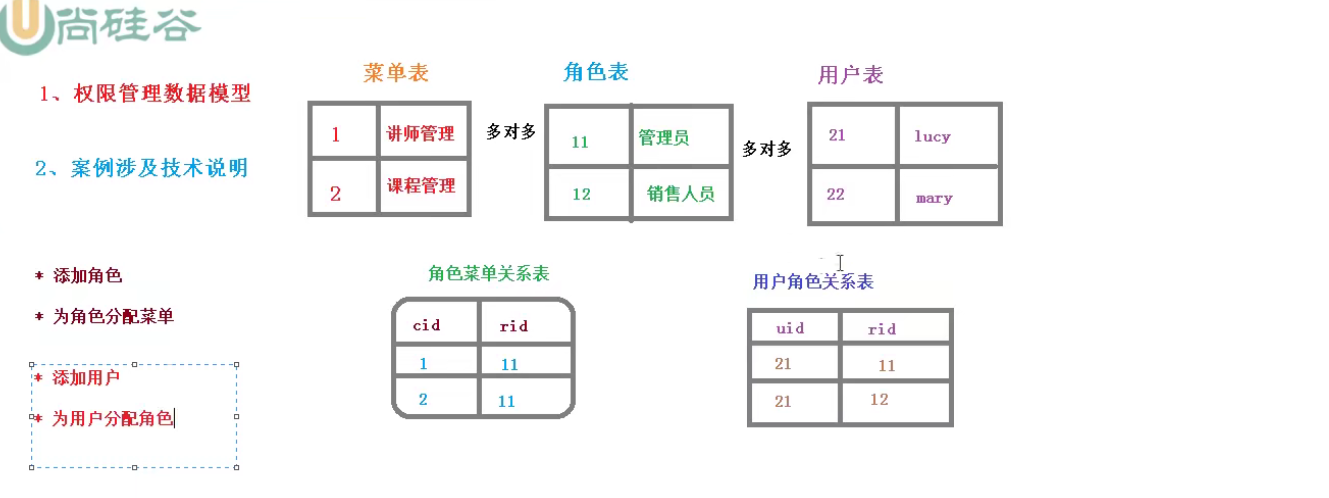 尚硅谷
1、权限管理数据模型
2、案例涉及技术说明
* 添加角色
* 为角色分配菜单
* 添加用户
* 为用户分配角色
菜单表
1 讲师管理
2 课程管理
多对多
角色表
11 管理员
12 销售人员
多对多
用户表
21 lucy
22 mary
角色菜单关系表
cid rid
1 11
2 11
用户角色关系表
uid rid
21 11
21 12